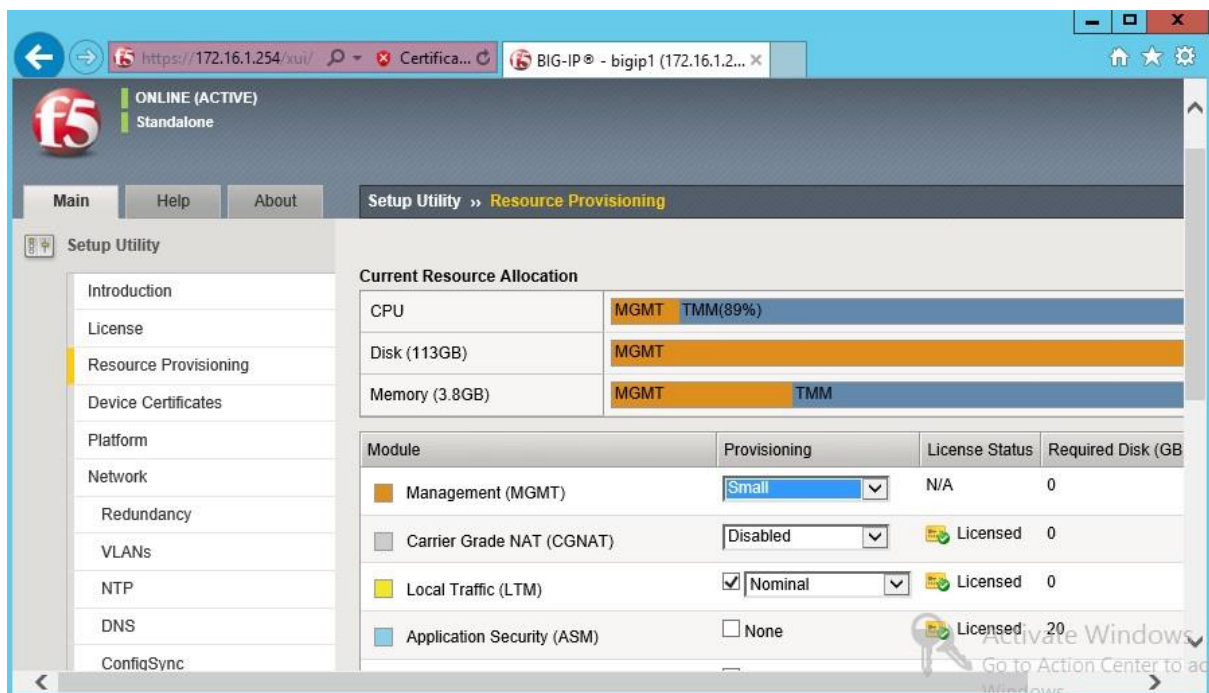 https://172.16.1.254/xui/ Certifica... BIG-IP® - bigip1 (172.16.1.2...
f5
ONLINE (ACTIVE)
Standalone
Main Help About
Setup Utility » Resource Provisioning
Setup Utility
Introduction
License
Resource Provisioning
Device Certificates
Platform
Network
Redundancy
VLANs
NTP
DNS
ConfigSync
Current Resource Allocation
CPU MGMT TMM(89%)
Disk (113GB) MGMT
Memory (3.8GB) MGMT TMM
Module Provisioning License Status Required Disk (GB
Management (MGMT) Small N/A 0
Carrier Grade NAT (CGNAT) Disabled Licensed 0
Local Traffic (LTM) Nominal Licensed 0
Application Security (ASM) None Licensed 20
Activate Windows
Go to Action Center to ac
Windows